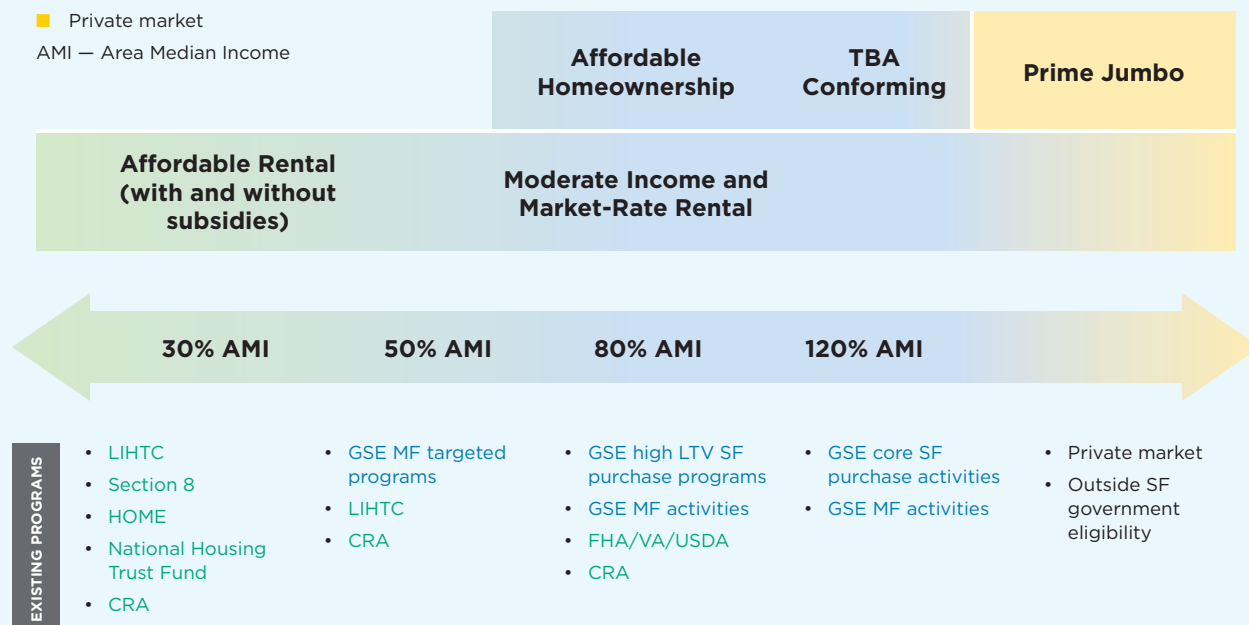 Private market
AMI — Area Median Income
Affordable
Homeownership
TBA
Conforming
Prime Jumbo
Affordable Rental
(with and without
subsidies)
Moderate Income and
Market-Rate Rental
30% AMI
50% AMI
80% AMI
120% AMI
EXISTING PROGRAMS
• LIHTC
• Section 8
• HOME
• National Housing
Trust Fund
• CRA
• GSE MF targeted
programs
• LIHTC
• CRA
• GSE high LTV SF
purchase programs
• GSE MF activities
• FHA/VA/USDA
• CRA
• GSE core SF
purchase activities
• GSE MF activities
• Private market
• Outside SF
government
eligibility